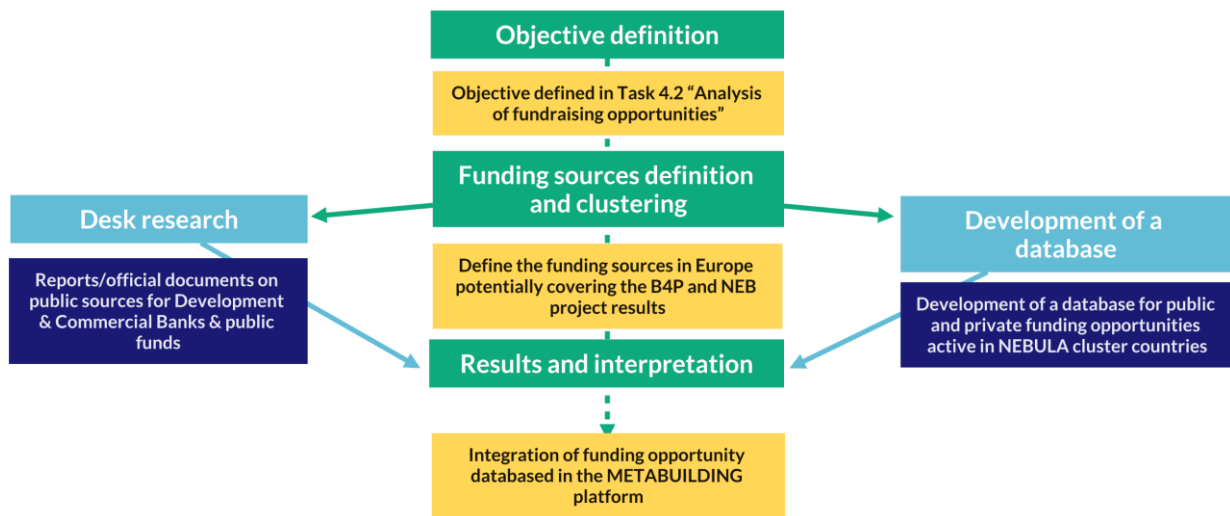 Objective definition
Objective defined in Task 4.2 “Analysis
of fundraising opportunities”
Funding sources definition
and clustering
Desk research
Development of a
database
Reports/official documents on
public sources for Development
& Commercial Banks & public
funds
Define the funding sources in Europe
potentially covering the B4P and NEB
project results
Development of a database for public
and private funding opportunities
active in NEBULA cluster countries
Results and interpretation
Integration of funding opportunity
databased in the METABUILDING
platform